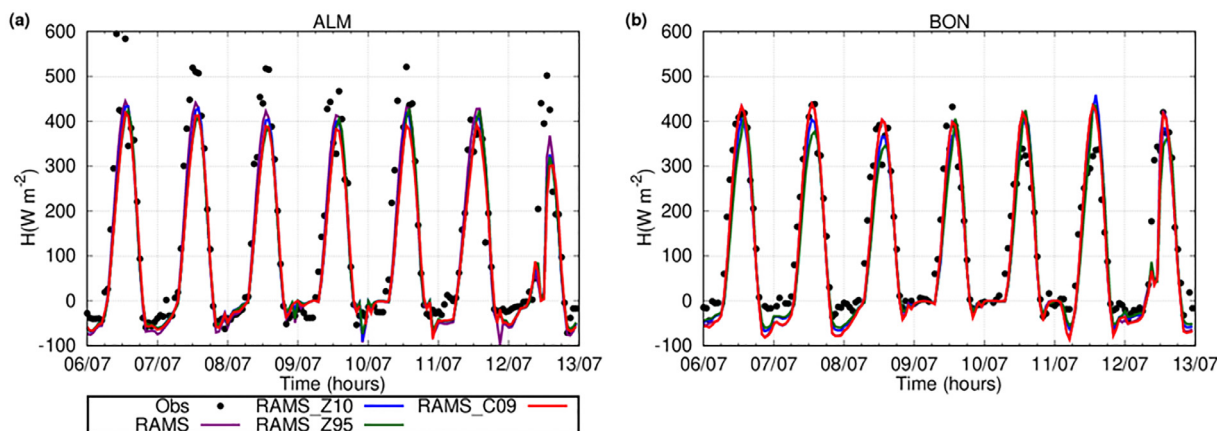 (a) ALM
600
500
400
300
200
100
0
-100
H(W m-2)
06/07 07/07 08/07 09/07 10/07 11/07 12/07 13/07
Time (hours)
Obs RAMS_Z10 RAMS_C09
RAMS RAMS_Z95
(b) BON
600
500
400
300
200
100
0
-100
H(W m-2)
06/07 07/07 08/07 09/07 10/07 11/07 12/07 13/07
Time (hours)